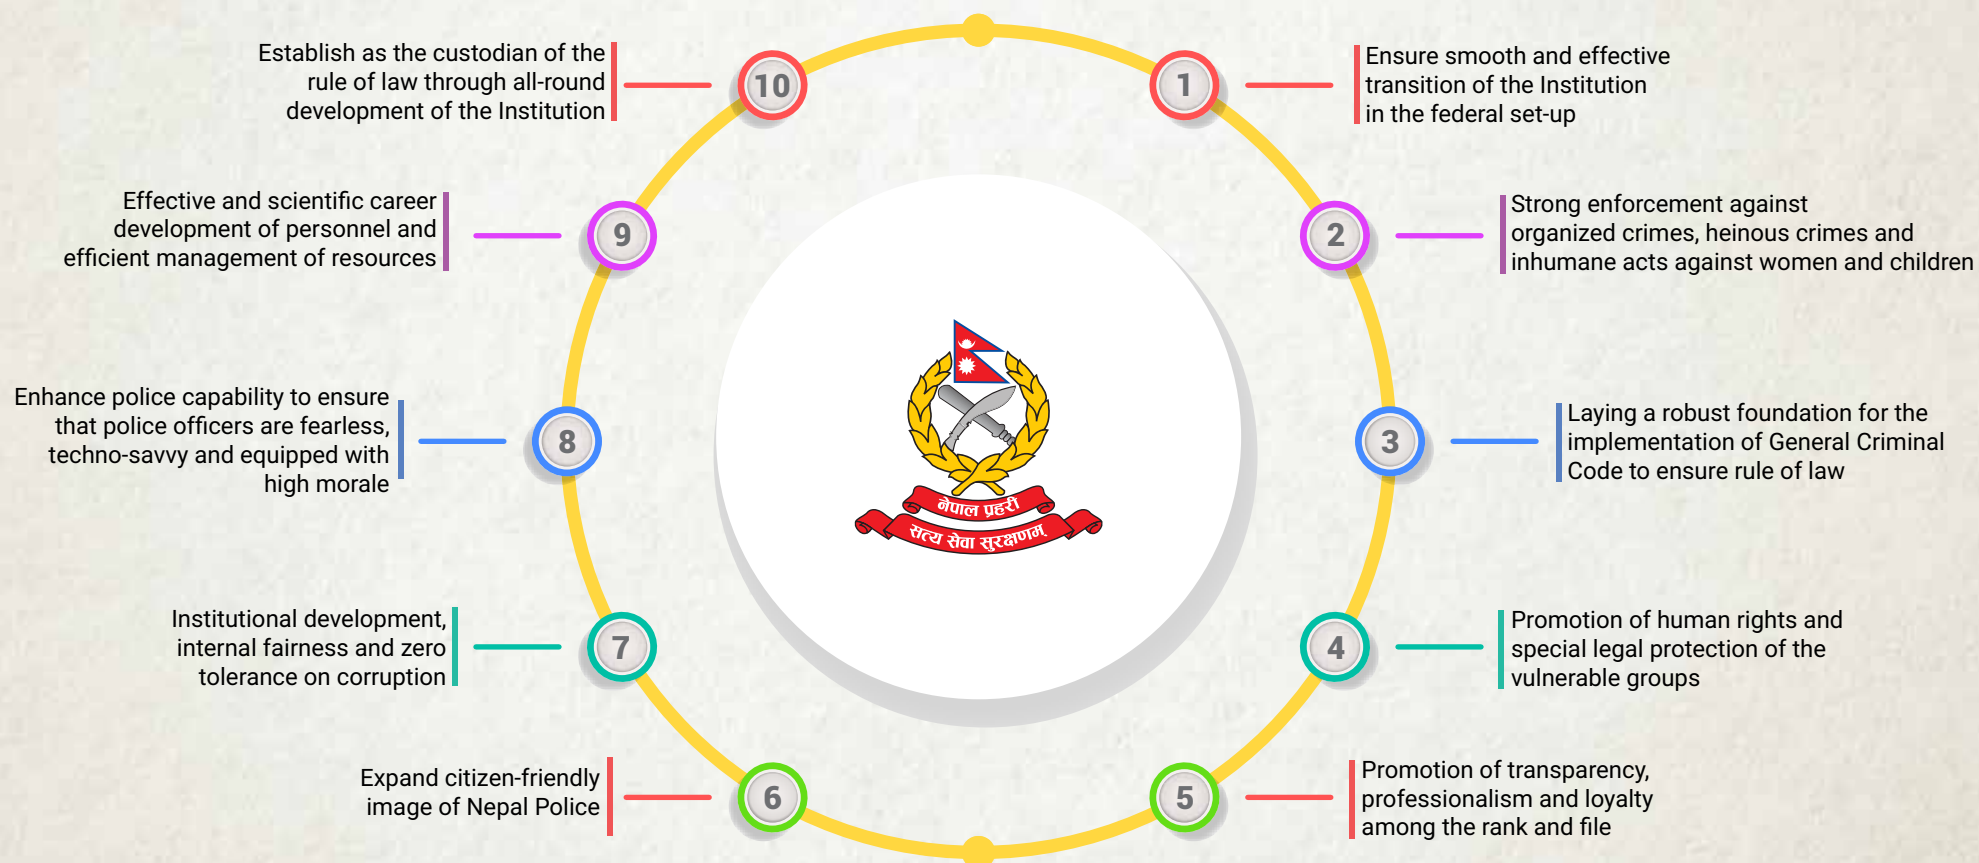 1
Ensure smooth and effective
transition of the Institution
in the federal set-up
2
Strong enforcement against
organized crimes, heinous crimes and
inhumane acts against women and children
3
Laying a robust foundation for the
implementation of General Criminal
Code to ensure rule of law
4
Promotion of human rights and
special legal protection of the
vulnerable groups
5
Promotion of transparency,
professionalism and loyalty
among the rank and file
6
Expand citizen-friendly
image of Nepal Police
7
Institutional development,
internal fairness and zero
tolerance on corruption
8
Enhance police capability to ensure
that police officers are fearless,
techno-savvy and equipped with
high morale
9
Effective and scientific career
development of personnel and
efficient management of resources
10
Establish as the custodian of the
rule of law through all-round
development of the Institution
नेपाल प्रहरी
सत्य सेवा सुरक्षणम्